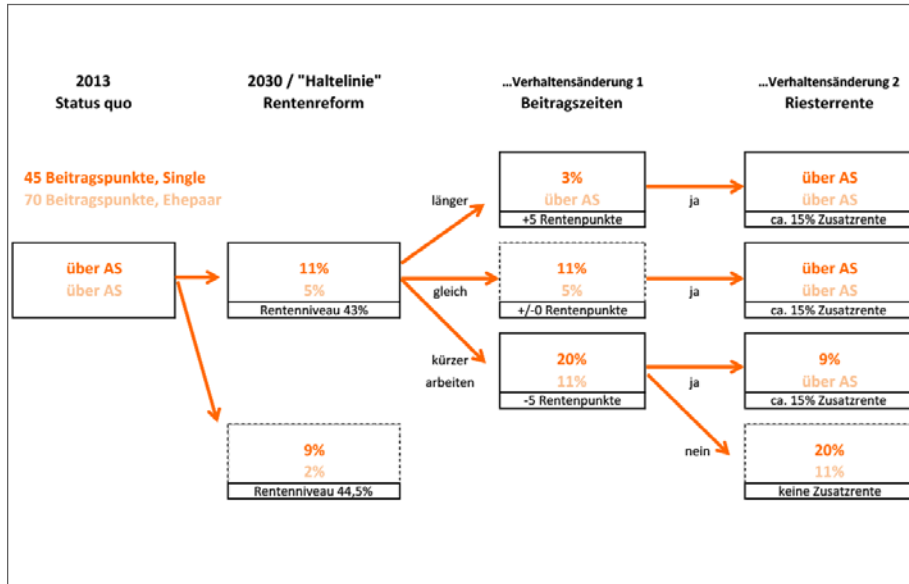 2013
Status quo
2030 / "Haltelinie"
Rentenreform
...Verhaltensänderung 1
Beitragszeiten
...Verhaltensänderung 2
Riesterrente
45 Beitragspunkte, Single
70 Beitragspunkte, Ehepaar
über AS
über AS
11%
5%
Rentenniveau 43%
9%
2%
Rentenniveau 44,5%
länger
gleich
kürzer
arbeiten
3%
über AS
+5 Rentenpunkte
11%
5%
+/-0 Rentenpunkte
20%
11%
-5 Rentenpunkte
ja
ja
ja
nein
über AS
über AS
ca. 15% Zusatzrente
über AS
über AS
ca. 15% Zusatzrente
9%
über AS
ca. 15% Zusatzrente
20%
11%
keine Zusatzrente